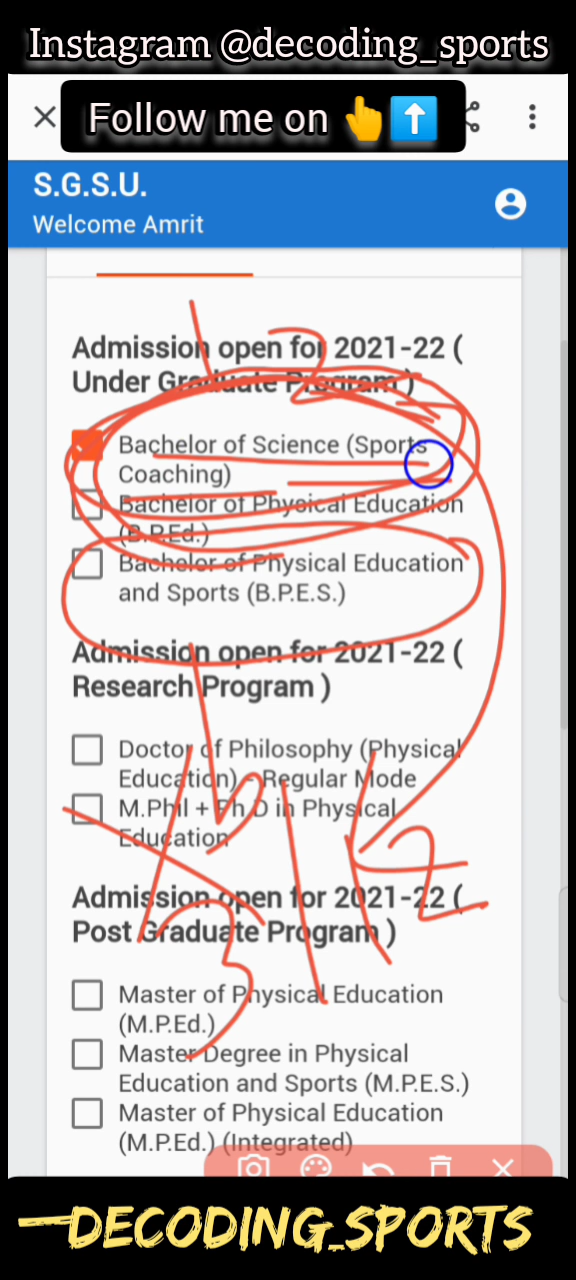 Instagram @decoding_sports
Follow me on 👆⬆️
S.G.S.U.
Welcome Amrit
Admission open for 2021-22 (
Under Graduate Program )
Bachelor of Science (Sports
Coaching)
Bachelor of Physical Education
(B.P.Ed.)
Bachelor of Physical Education
and Sports (B.P.E.S.)
Admission open for 2021-22 (
Research Program )
Doctor of Philosophy (Physical
Education) - Regular Mode
M.Phil + Ph.D in Physical
Education
Admission open for 2021-22 (
Post Graduate Program )
Master of Physical Education
(M.P.Ed.)
Master Degree in Physical
Education and Sports (M.P.E.S.)
Master of Physical Education
(M.P.Ed.) (Integrated)
DECODING_SPORTS